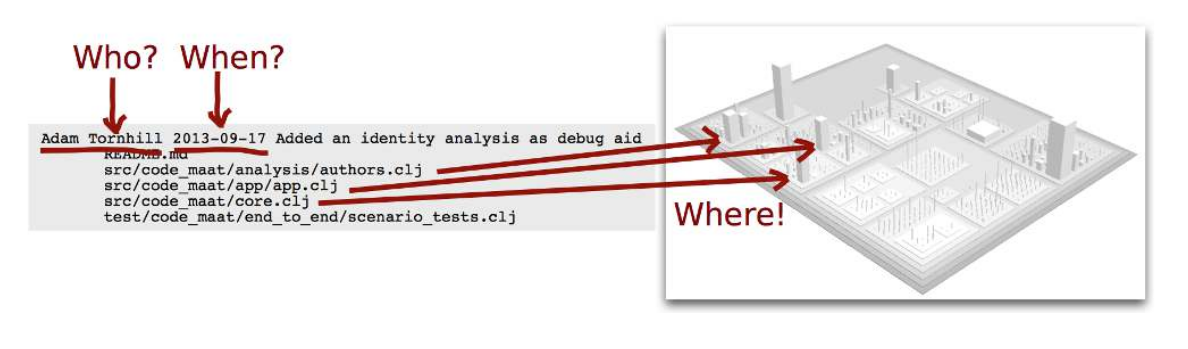 Who? When?
Adam Tornhill 2013-09-17 Added an identity analysis as debug aid
README.md
src/code_maat/analysis/authors.clj
src/code_maat/app/app.clj
src/code_maat/core.clj
test/code_maat/end_to_end/scenario_tests.clj
Where!